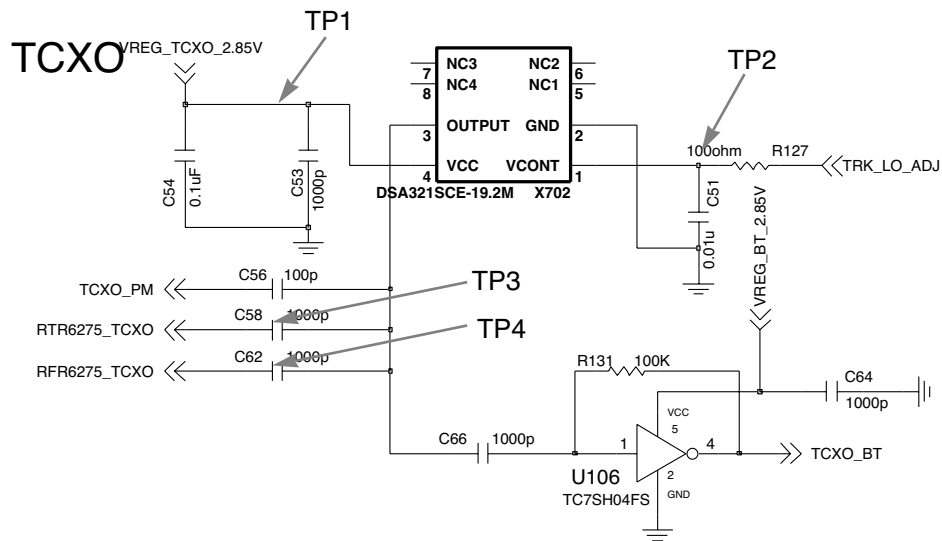 TP1
TCXO
VREG_TCXO_2.85V
TP2
NC3
NC2
7
6
NC4
NC1
8
5
OUTPUT
GND
3
2
VCC
VCONT
4
1
DSA321SCE-19.2M
X702
100ohm
R127
TRK_LO_ADJ
C54
0.1uF
C53
1000p
C51
0.01u
VREG_BT_2.85V
TCXO_PM
C56
100p
TP3
RTR6275_TCXO
C58
1000p
TP4
RFR6275_TCXO
C62
1000p
R131
100K
C64
1000p
C66
1000p
VCC
5
1
4
TCXO_BT
2
GND
U106
TC7SH04FS